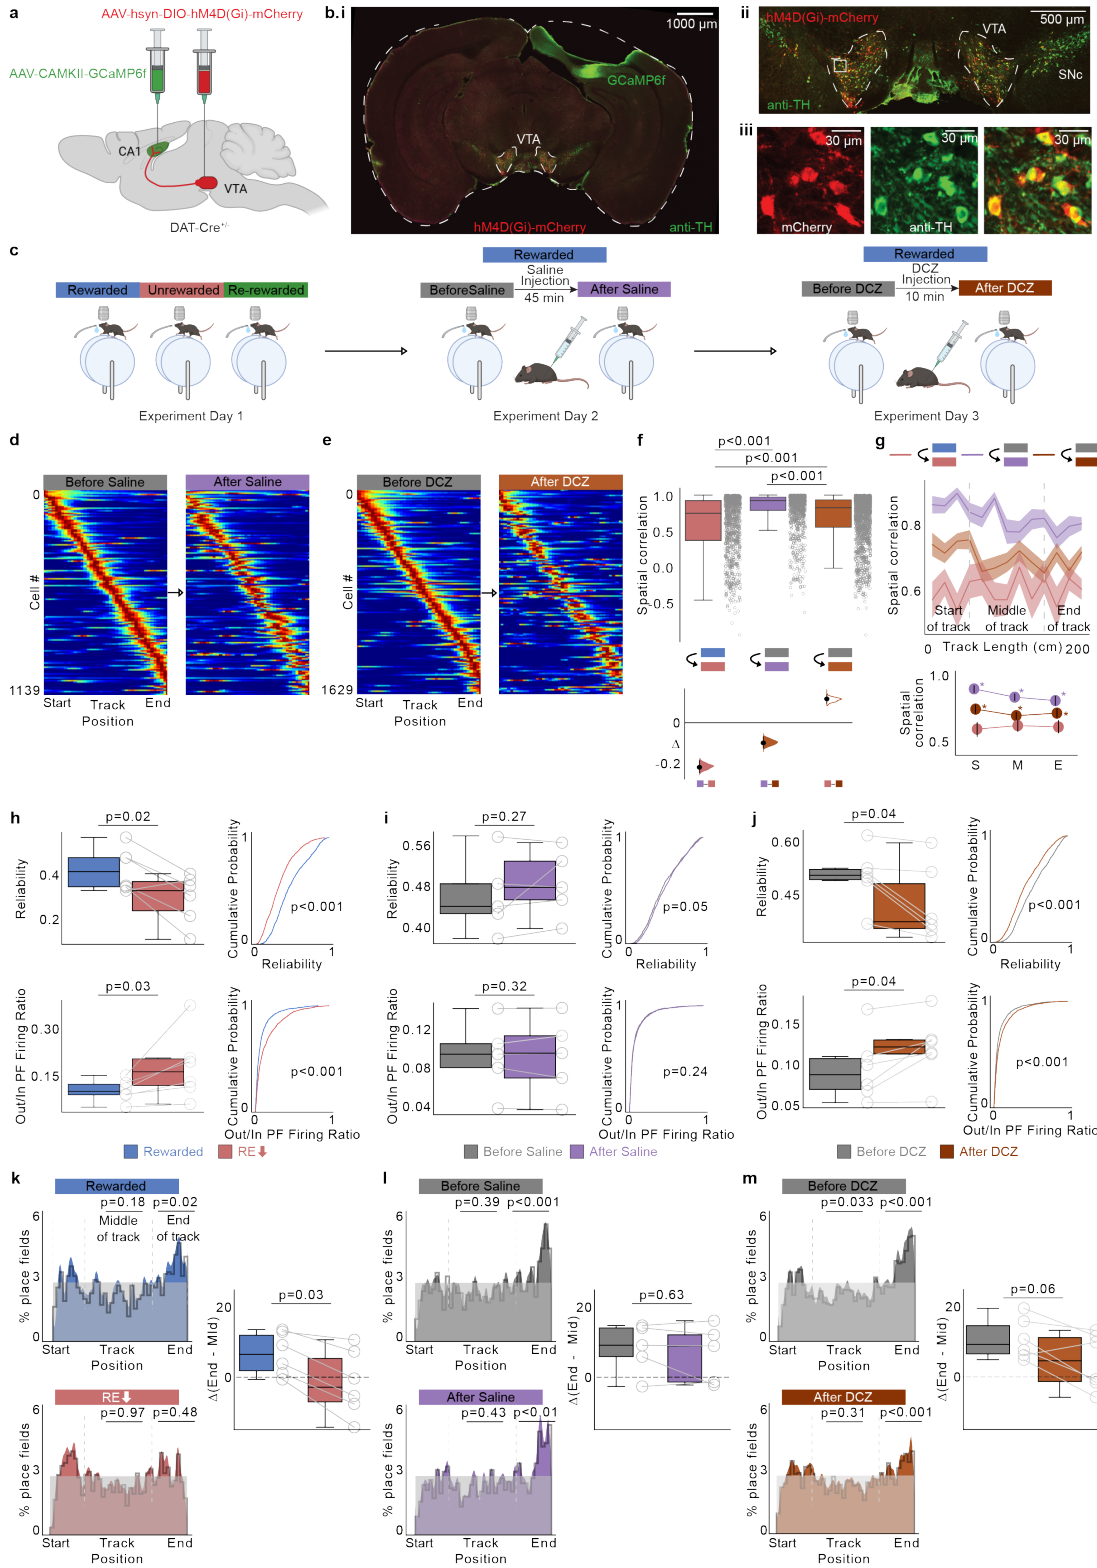 a
AAV-hsyn-DIO-hM4D(Gi)-mCherry
AAV-CAMKII-GCaMP6f
CA1
VTA
DAT-Cre+/-
b.i
1000 µm
GCaMP6f
VTA
hM4D(Gi)-mCherry
anti-TH
ii
hM4D(Gi)-mCherry
500 µm
VTA
SNc
anti-TH
iii
30 µm
30 µm
30 µm
mCherry
anti-TH
c
Rewarded
Unrewarded
Re-rewarded
Experiment Day 1
Rewarded
BeforeSaline
Saline
Injection
45 min
After Saline
Experiment Day 2
Rewarded
Before DCZ
DCZ
Injection
10 min
After DCZ
Experiment Day 3
d
Before Saline
After Saline
0
Cell #
1139
Start
Track
Position
End
e
Before DCZ
After DCZ
0
Cell #
1629
Start
Track
Position
End
f
p<0.001
p<0.001
p<0.001
Spatial correlation
1.0
0.5
0.0
-0.5
0
Δ
-0.2
g
Spatial correlation
0.8
0.6
Start
of track
Middle
of track
End
of track
0
Track Length (cm)
200
Spatial
correlation
1.0
0.5
*
*
*
*
*
*
S
M
E
h
p=0.02
Reliability
0.4
0.2
Cumulative Probability
1
0
p<0.001
0
1
Reliability
p=0.03
Out/In PF Firing Ratio
0.30
0.15
Cumulative Probability
1
0
p<0.001
0
1
Out/In PF Firing Ratio
Rewarded
RE
i
p=0.27
Reliability
0.56
0.48
0.40
Cumulative Probability
1
0
p=0.05
0
1
Reliability
p=0.32
Out/In PF Firing Ratio
0.12
0.08
0.04
Cumulative Probability
1
0
p=0.24
0
1
Out/In PF Firing Ratio
Before Saline
After Saline
j
p=0.04
Reliability
0.60
0.45
Cumulative Probability
1
0
p<0.001
0
1
Reliability
p=0.04
Out/In PF Firing Ratio
0.15
0.10
0.05
Cumulative Probability
1
0
p<0.001
0
1
Out/In PF Firing Ratio
Before DCZ
After DCZ
k
Rewarded
p=0.18
p=0.02
Middle
of track
End
of track
% place fields
6
3
0
Start
Track
Position
End
p=0.03
Δ(End - Mid)
20
0
RE
p=0.97
p=0.48
% place fields
6
3
0
Start
Track
Position
End
l
Before Saline
p=0.39
p<0.001
% place fields
6
3
0
Start
Track
Position
End
p=0.63
Δ(End - Mid)
20
0
After Saline
p=0.43
p<0.01
% place fields
6
3
0
Start
Track
Position
End
m
Before DCZ
p=0.033
p<0.001
% place fields
6
3
0
Start
Track
Position
End
p=0.06
Δ(End - Mid)
20
0
After DCZ
p=0.31
p<0.001
% place fields
6
3
0
Start
Track
Position
End